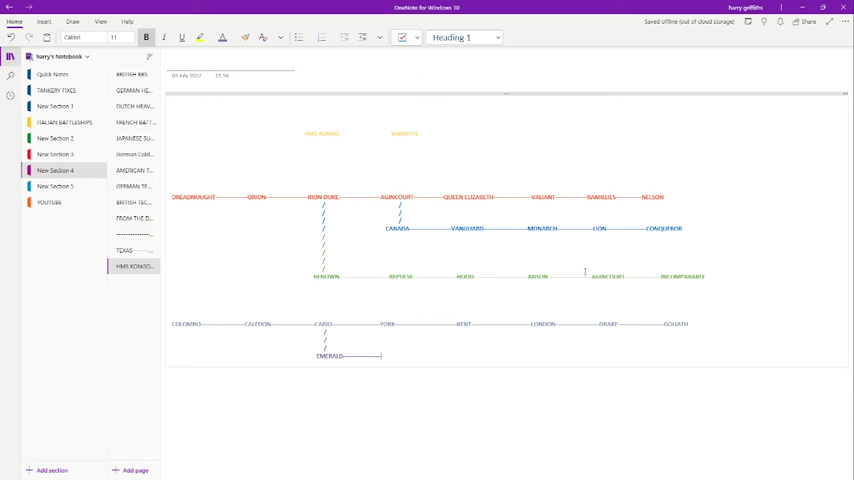 OneNote for Windows 10
harry griffiths
Home Insert Draw View Help
Saved offline (out of cloud storage)
Share
Calibri 11 B I U A Heading 1
harry's Notebook
Quick Notes
TANKERY FIXES
New Section 1
ITALIAN BATTLESHIPS
New Section 2
New Section 3
New Section 4
New Section 5
YOUTUBE
BRITISH BBS
GERMAN HE...
DUTCH HEAV...
FRENCH BATT...
JAPANESE SU...
German Cold...
AMERICAN T...
GERMAN TE...
BRITISH TEC...
FROM THE D...
---------------...
TEXAS-------...
HMS KONGO...
03 July 2022 15:56
HMS KONGO WARSPITE
DREADNOUGHT----------ORION----------IRON DUKE----------AGINCOURT----------QUEEN ELIZABETH----------VALIANT----------RAMILLIES----------NELSON
/ /
/ /
/ /
/ CANADA----------VANGUARD----------MONARCH----------LION----------CONQUEROR
/
/
/
/
/
RENOWN----------REPULSE----------HOOD----------ANSON----------AGINCOURT----------INCOMPARABLE
COLOMBO----------CALEDON----------CARIO----------YORK----------KENT----------LONDON----------DRAKE----------GOLIATH
/
/
/
EMERALD----------
Add section
Add page